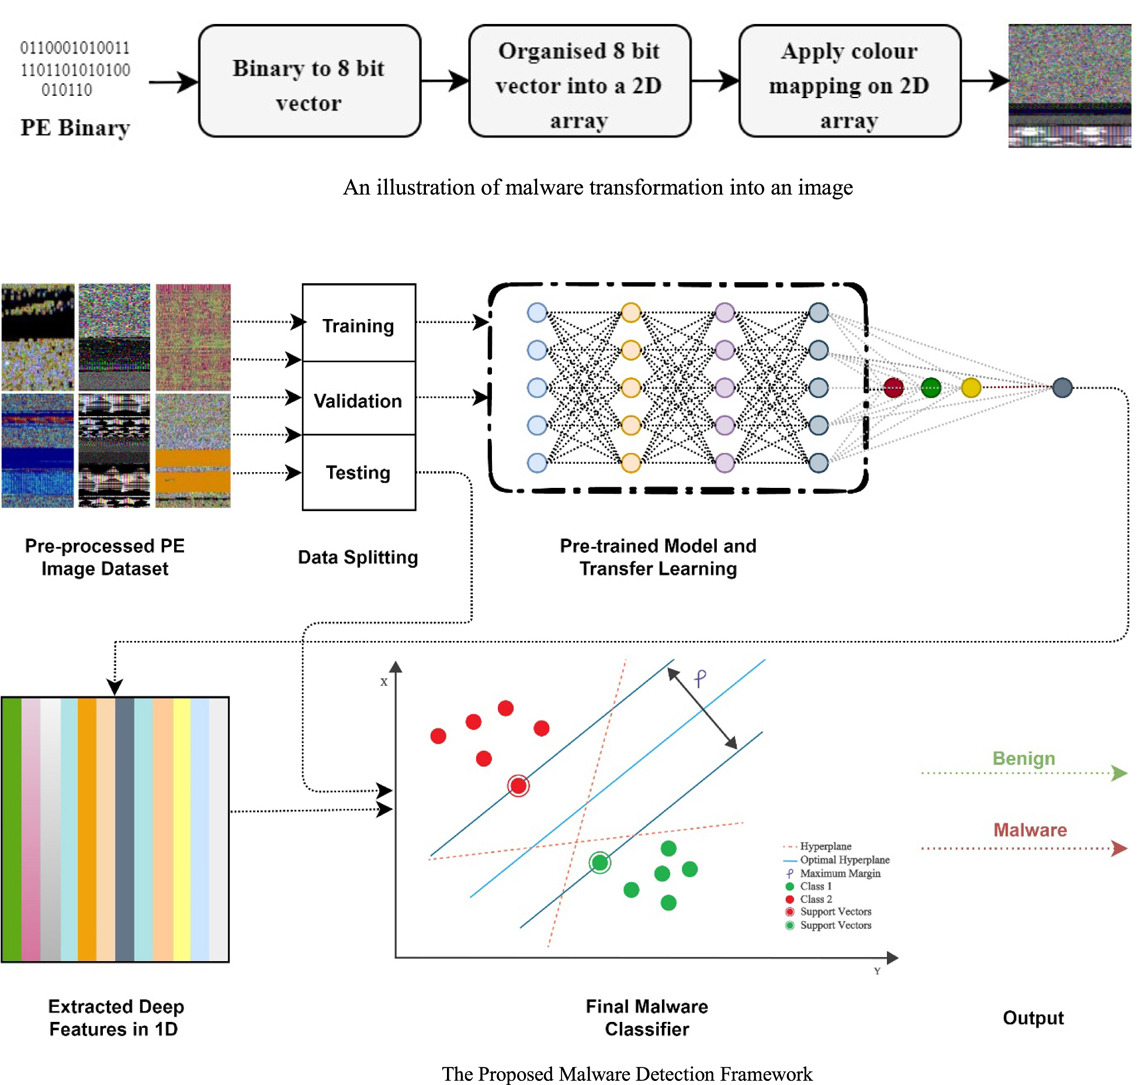 0110001010011
1101101010100
010110
PE Binary
Binary to 8 bit
vector
Organised 8 bit
vector into a 2D
array
Apply colour
mapping on 2D
array
An illustration of malware transformation into an image
Training
Validation
Testing
Pre-processed PE
Image Dataset
Data Splitting
Pre-trained Model and
Transfer Learning
X
Y
Hyperplane
Optimal Hyperplane
Maximum Margin
Class 1
Class 2
Support Vectors
Support Vectors
Benign
Malware
Extracted Deep
Features in 1D
Final Malware
Classifier
Output
The Proposed Malware Detection Framework